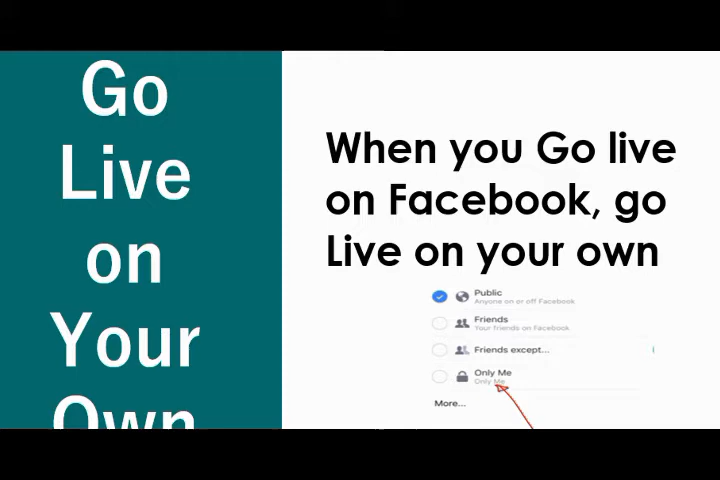 Go
Live
on
Your
Own
When you Go live
on Facebook, go
Live on your own
Public
Anyone on or off Facebook
Friends
Your friends on Facebook
Friends except...
Only Me
Only Me
More...